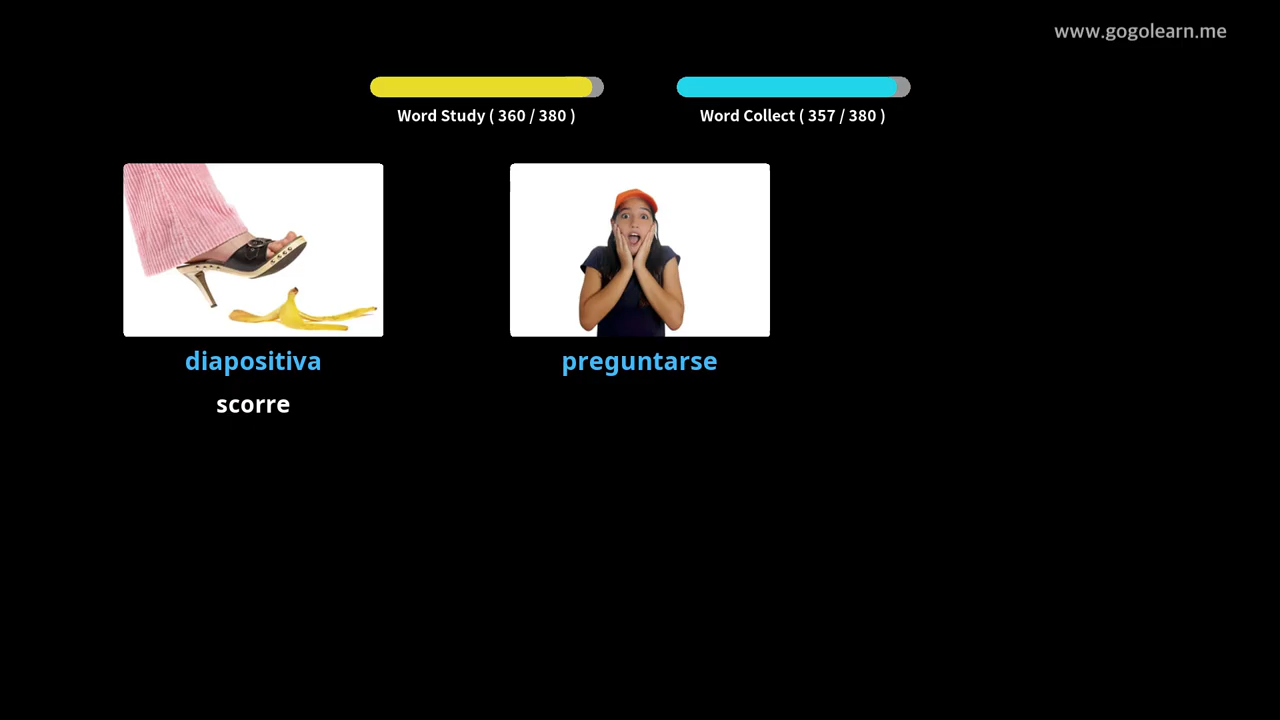 www.gogolearn.me
Word Study ( 360 / 380 )
Word Collect ( 357 / 380 )
diapositiva
preguntarse
scorre